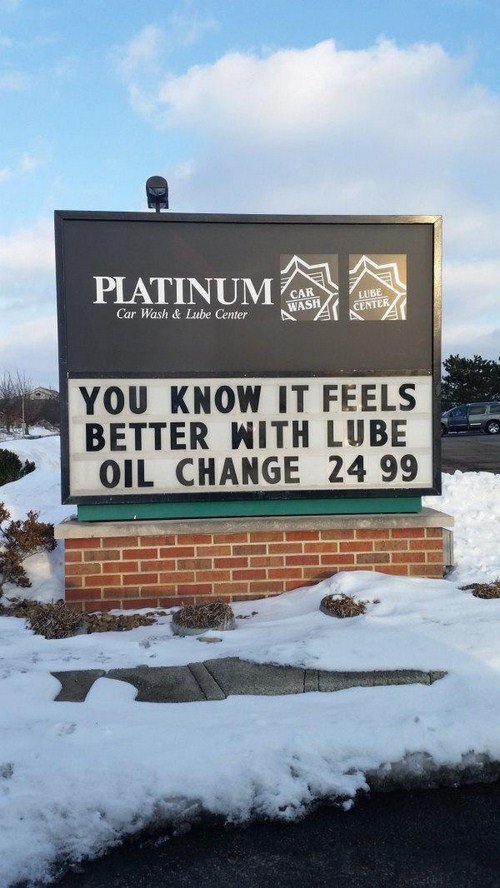 PLATINUM
Car Wash & Lube Center
CAR
WASH
LUBE
CENTER
YOU KNOW IT FEELS
BETTER WITH LUBE
OIL CHANGE 24 99